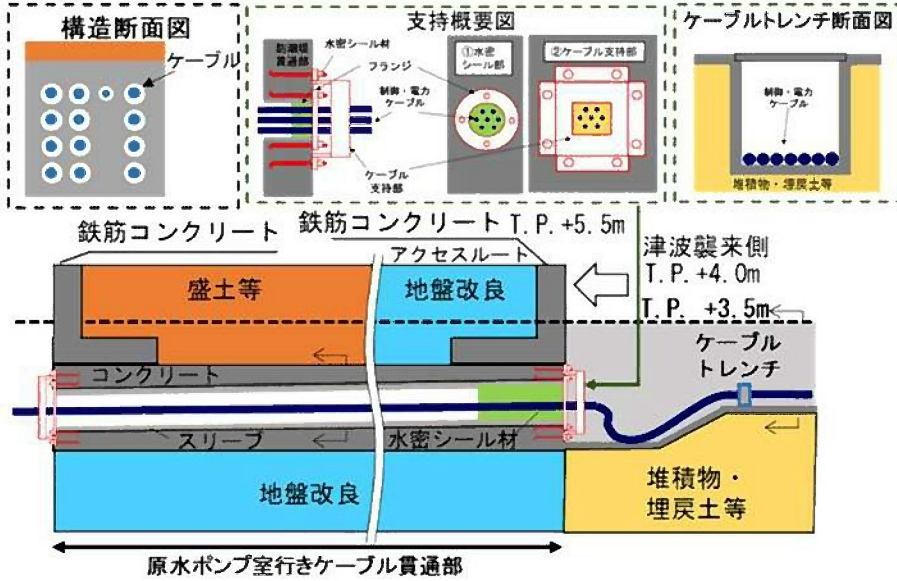 構造断面図
ケーブル
支持概要図
防潮堤
貫通部
水密シール材
フランジ
制御・電力
ケーブル
ケーブル
支持部
①水密
シール部
②ケーブル支持部
ケーブルトレンチ断面図
制御・電力
ケーブル
堆積物・埋戻土等
鉄筋コンクリート
鉄筋コンクリート
T.P.+5.5m
アクセスルート
津波襲来側
T.P.+4.0m
T.P. +3.5m
盛土等
地盤改良
ケーブル
トレンチ
コンクリート
スリーブ
水密シール材
地盤改良
堆積物・
埋戻土等
原水ポンプ室行きケーブル貫通部